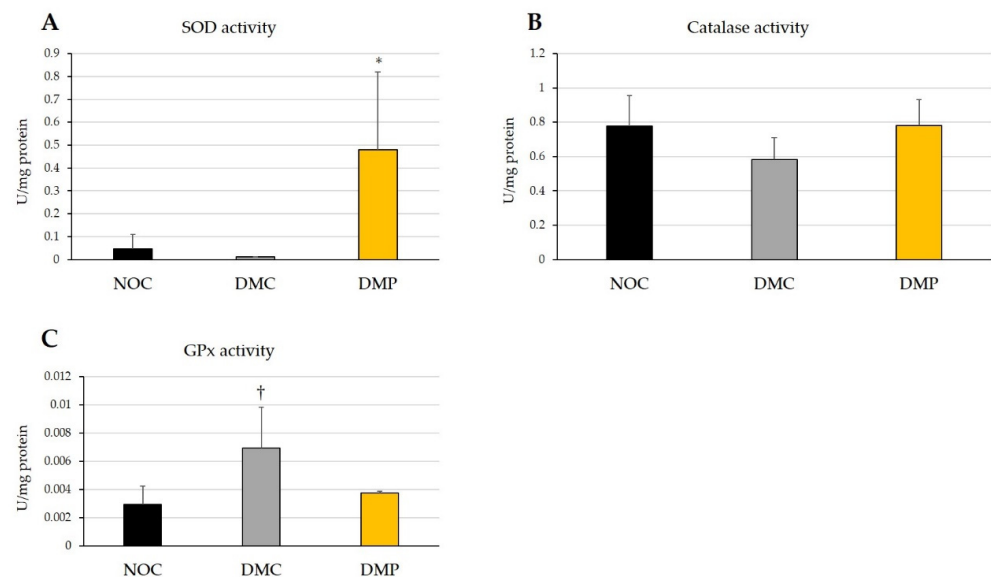 A
SOD activity
U/mg protein
0.9
0.8
0.7
0.6
0.5
0.4
0.3
0.2
0.1
0
*
NOC DMC DMP
B
Catalase activity
U/mg protein
1.2
1
0.8
0.6
0.4
0.2
0
NOC DMC DMP
C
GPx activity
U/mg protein
0.012
0.01
0.008
0.006
0.004
0.002
0
†
NOC DMC DMP